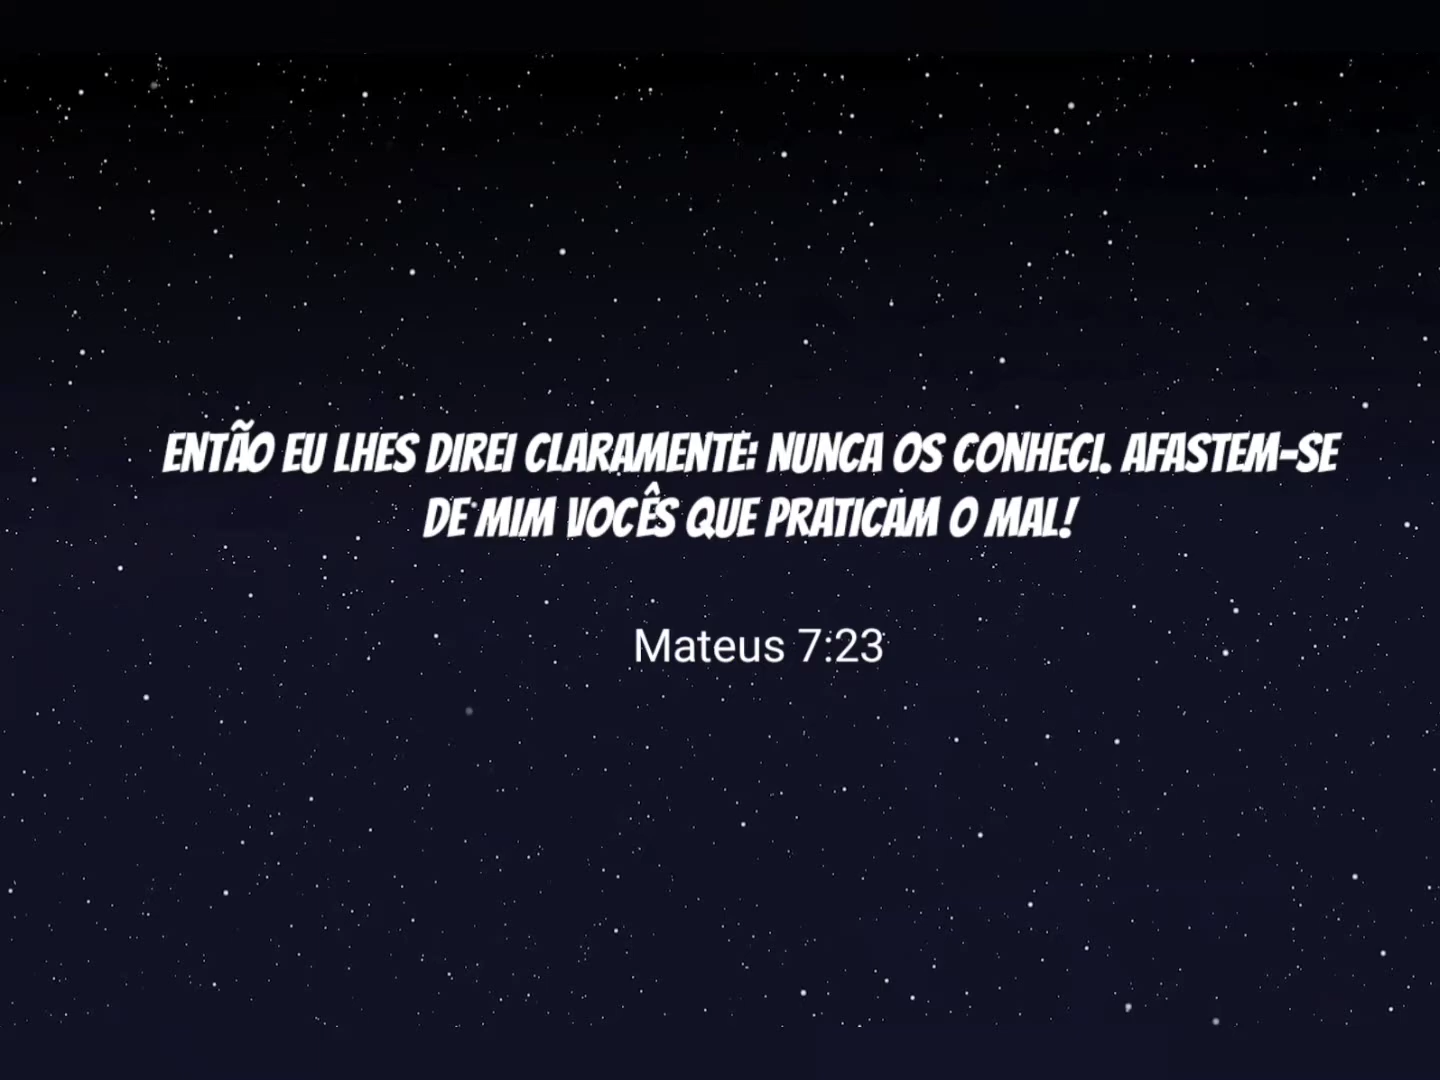 ENTÃO EU LHES DIREI CLARAMENTE: NUNCA OS CONHECI. AFASTEM-SE
DE MIM VOCÊS QUE PRATICAM O MAL!
Mateus 7:23